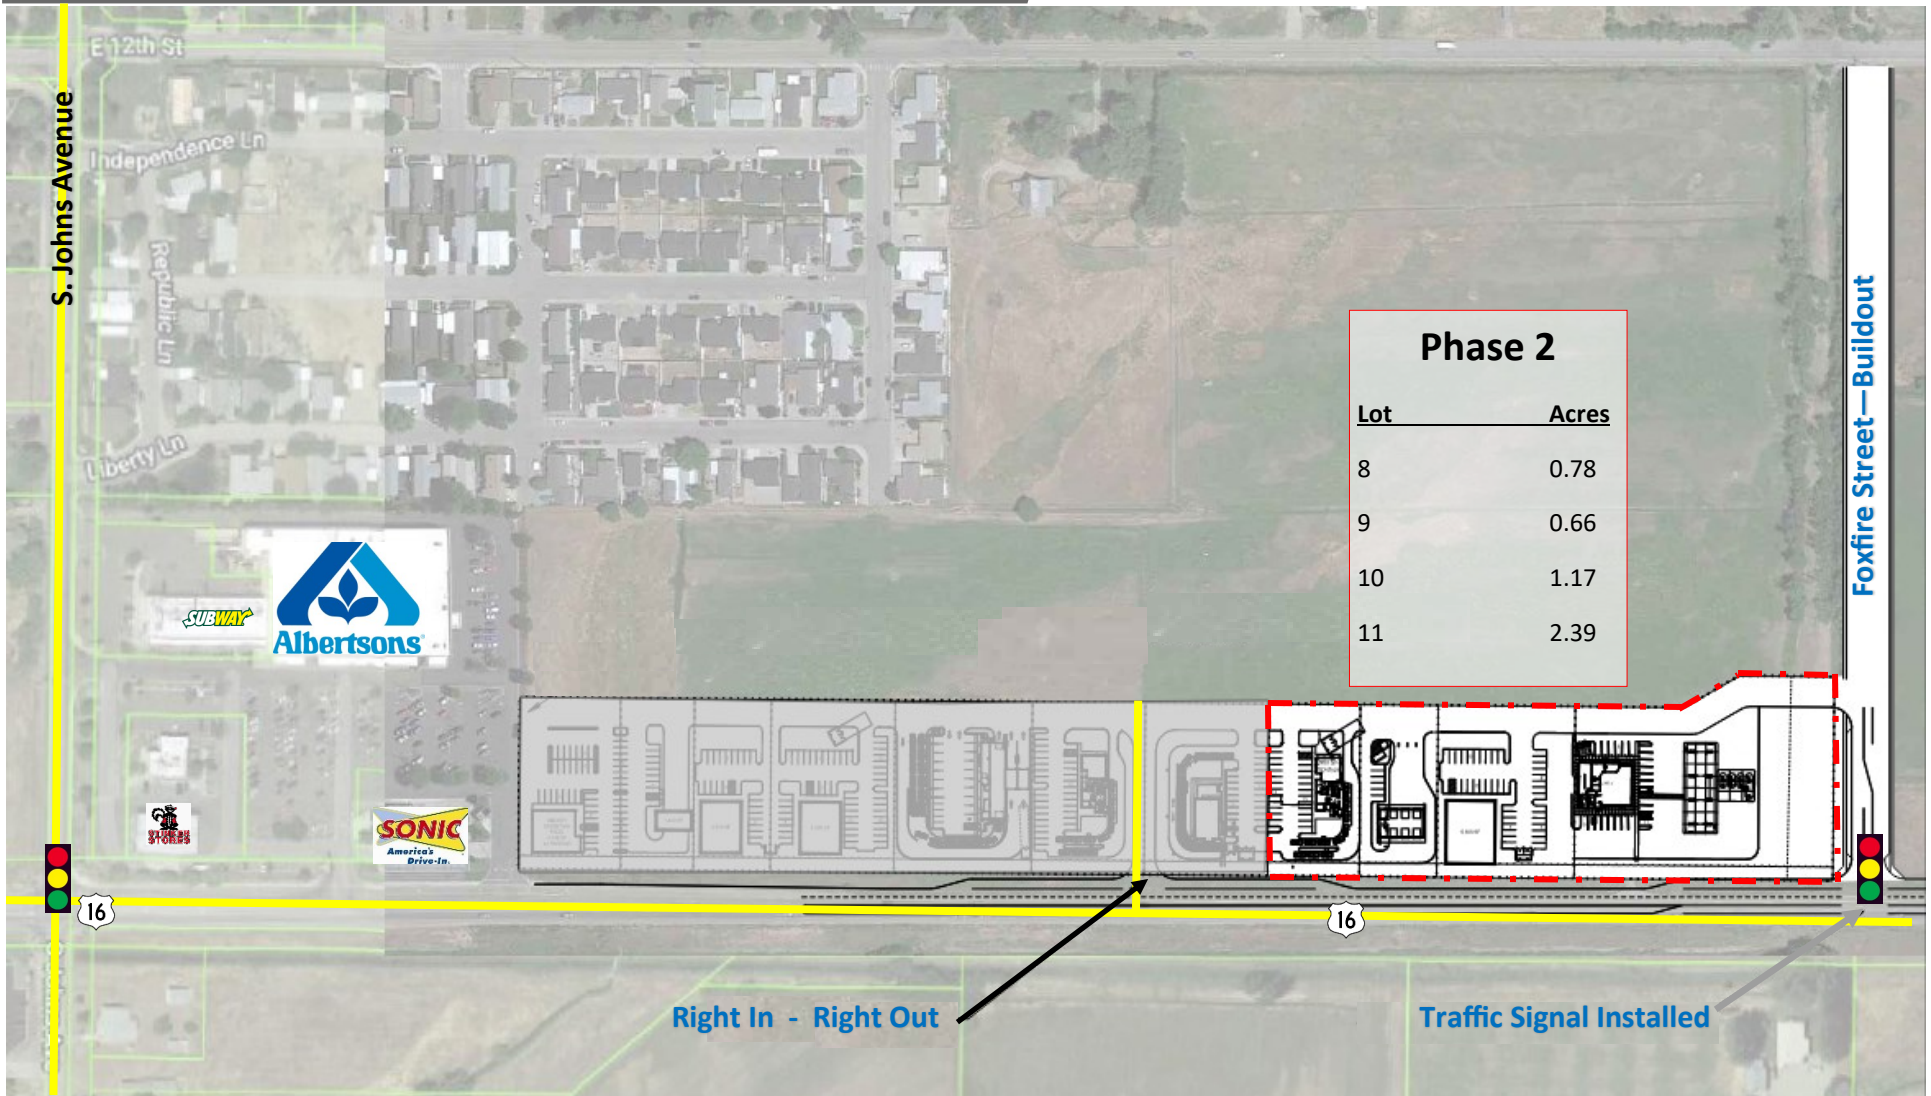 E 12th St
S. Johns Avenue
Independence Ln
Republic Ln
Liberty Ln
SUBWAY
Albertsons
STINKER
STORES
SONIC
America's
Drive-In.
Phase 2
Lot Acres
8 0.78
9 0.66
10 1.17
11 2.39
Foxfire Street—Buildout
16
16
Right In - Right Out
Traffic Signal Installed